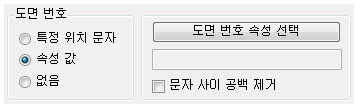 도면 번호
특정 위치 문자
속성 값
없음
도면 번호 속성 선택
문자 사이 공백 제거